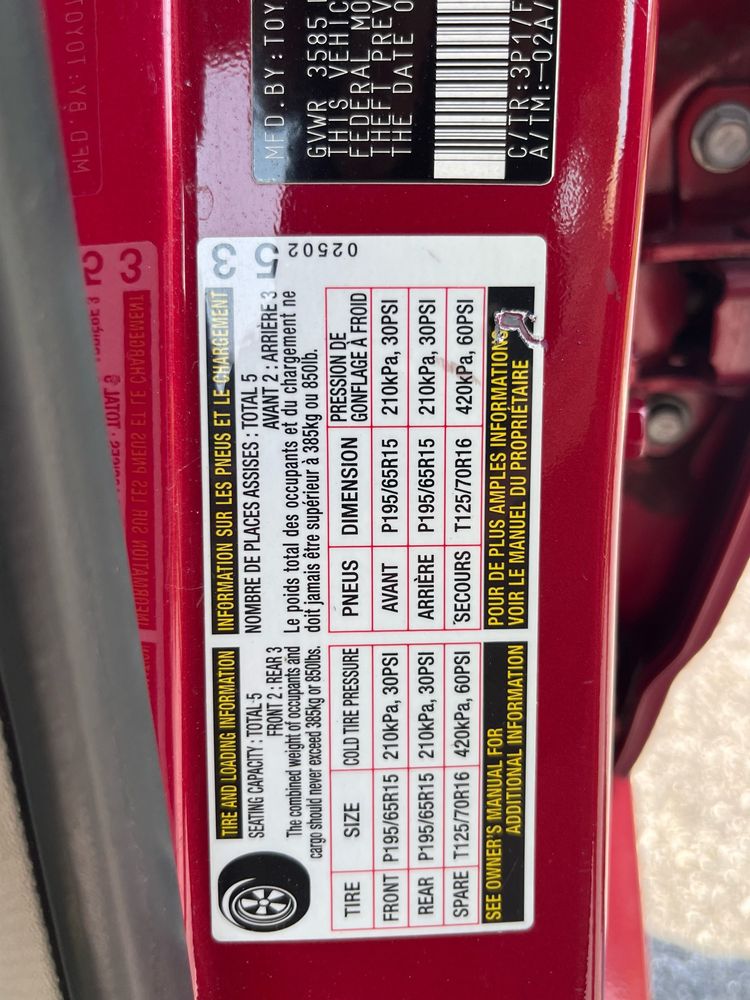 MFD.BY:TOY
GVWR 3585
THIS VEHIC
FEDERAL MO
THEFT PREV
THE DATE O
C/TR:3P1/F
A/TM:-02A/
TIRE AND LOADING INFORMATION
SEATING CAPACITY : TOTAL-5
FRONT 2 : REAR 3
The combined weight of occupants and
cargo should never exceed 385kg or 850lbs.
TIRE SIZE COLD TIRE PRESSURE
FRONT P195/65R15 210kPa, 30PSI
REAR P195/65R15 210kPa, 30PSI
SPARE T125/70R16 420kPa, 60PSI
SEE OWNER'S MANUAL FOR
ADDITIONAL INFORMATION
INFORMATION SUR LES PNEUS ET LE CHARGEMENT
NOMBRE DE PLACES ASSISES : TOTAL 5
AVANT 2 : ARRIÈRE 3
Le poids total des occupants et du chargement ne
doit jamais être supérieur à 385kg ou 850lb.
PNEUS DIMENSION PRESSION DE
GONFLAGE À FROID
AVANT P195/65R15 210kPa, 30PSI
ARRIÈRE P195/65R15 210kPa, 30PSI
SECOURS T125/70R16 420kPa, 60PSI
POUR DE PLUS AMPLES INFORMATIONS
VOIR LE MANUEL DU PROPRIÉTAIRE
3
5
02502